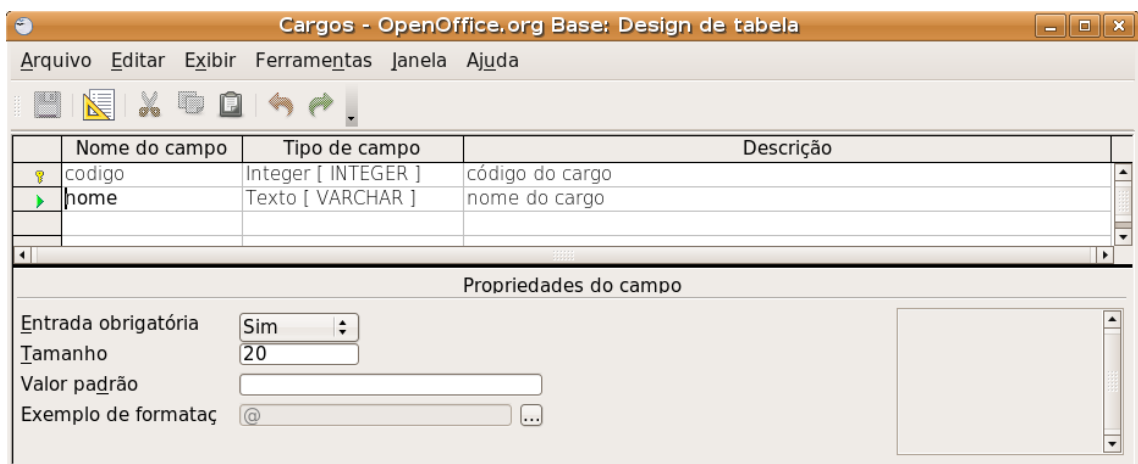 Cargos - OpenOffice.org Base: Design de tabela
Arquivo Editar Exibir Ferramentas Janela Ajuda
Nome do campo Tipo de campo Descrição
codigo Integer [ INTEGER ] código do cargo
nome Texto [ VARCHAR ] nome do cargo
Propriedades do campo
Entrada obrigatória Sim
Tamanho 20
Valor padrão
Exemplo de formataç @ ...